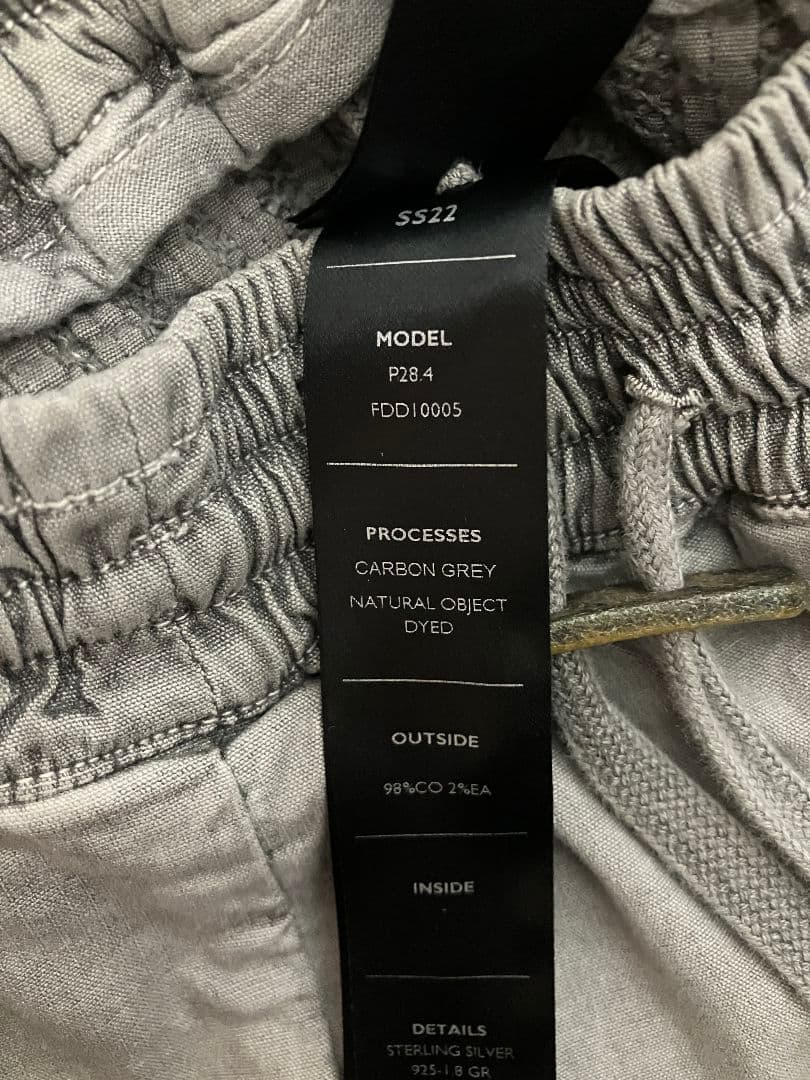 SS22
MODEL
P28.4
FDD10005
PROCESSES
CARBON GREY
NATURAL OBJECT
DYED
OUTSIDE
98%CO 2%EA
INSIDE
-
DETAILS
STERLING SILVER
925-1.8 GR